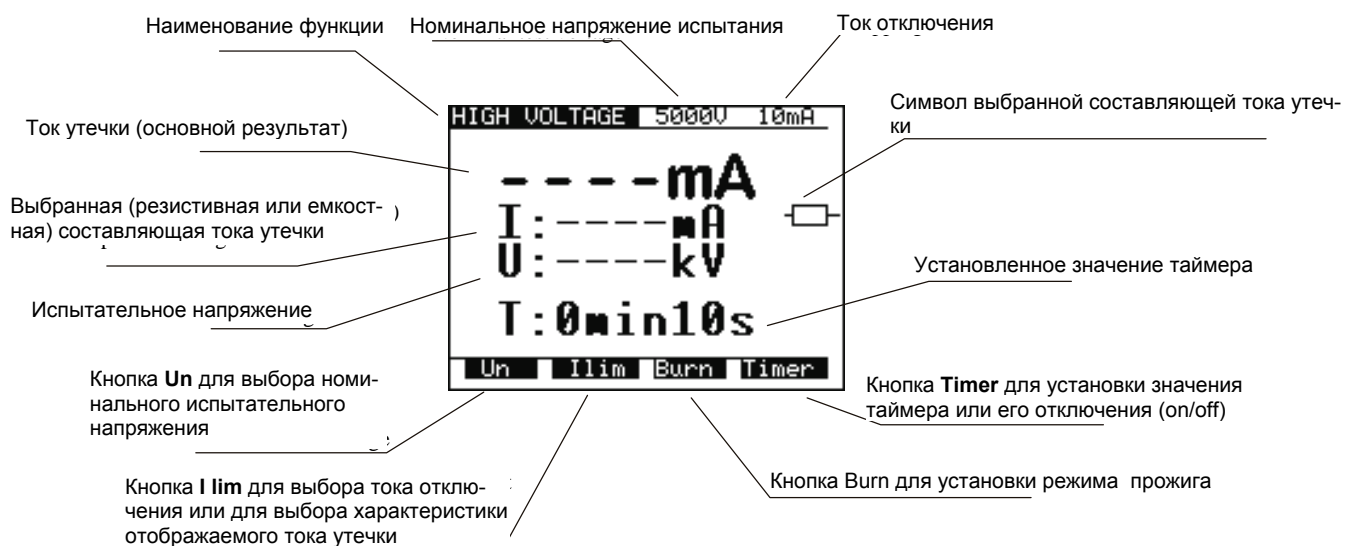 Наименование функции
Номинальное напряжение испытания
Ток отключения
Символ выбранной составляющей тока утеч-
ки
Ток утечки (основной результат)
Выбранная (резистивная или емкост-
ная) составляющая тока утечки
Испытательное напряжение
HIGH VOLTAGE 5000V 10mA
----mA
I:----mA
U:----kV
T:0min10s
Un Ilim Burn Timer
Установленное значение таймера
Кнопка Un для выбора номи-
нального испытательного
напряжения
Кнопка Timer для установки значения
таймера или его отключения (on/off)
Кнопка I lim для выбора тока отклю-
чения или для выбора характеристики
отображаемого тока утечки
Кнопка Burn для установки режима прожига